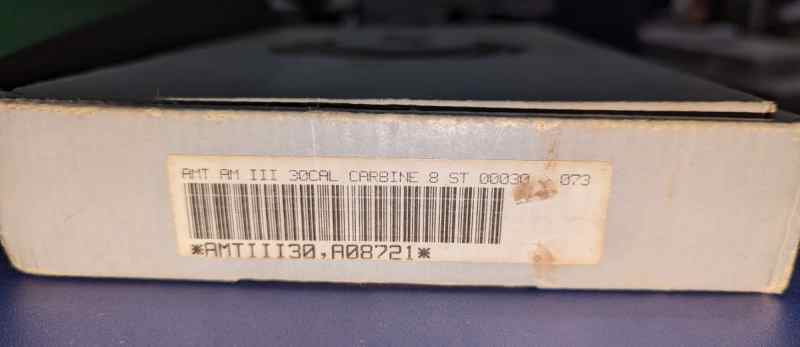 AMT AM III 30CAL CARBINE 8 ST 00030 073
*AMTIII30,A08721*